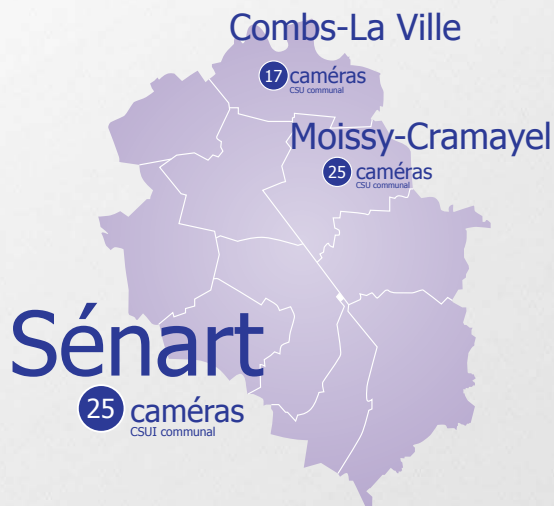 Combs-La Ville
17 caméras
CSU communal
Moissy-Cramayel
25 caméras
CSU communal
Sénart
25 caméras
CSUI communal